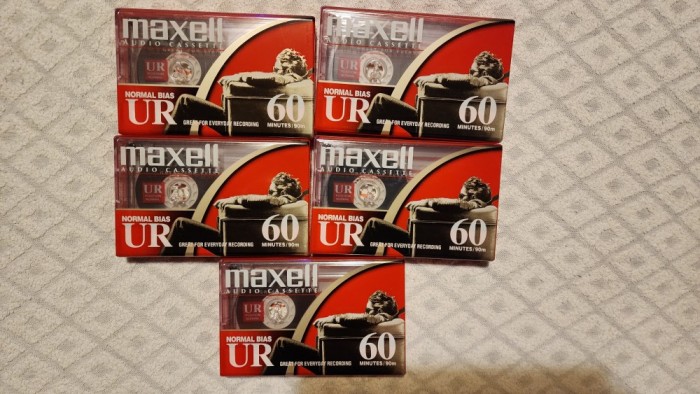 maxell
AUDIO CASSETTE
UR
NORMAL BIAS
UR
GREAT FOR EVERYDAY RECORDING
60
MINUTES/90m
maxell
AUDIO CASSETTE
UR
NORMAL BIAS
UR
GREAT FOR EVERYDAY RECORDING
60
MINUTES/90m
maxell
AUDIO CASSETTE
UR
NORMAL BIAS
UR
GREAT FOR EVERYDAY RECORDING
60
MINUTES/90m
maxell
AUDIO CASSETTE
UR
NORMAL BIAS
UR
GREAT FOR EVERYDAY RECORDING
60
MINUTES/90m
maxell
AUDIO CASSETTE
UR
NORMAL BIAS
UR
GREAT FOR EVERYDAY RECORDING
60
MINUTES/90m